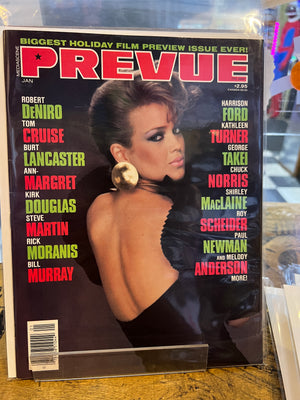 BIGGEST HOLIDAY FILM PREVIEW ISSUE EVER!
MEDIASCENE
PREVUE
JAN
$2.95
ROBERT
DeNIRO
TOM
CRUISE
BURT
LANCASTER
ANN-
MARGRET
KIRK
DOUGLAS
STEVE
MARTIN
RICK
MORANIS
BILL
MURRAY
HARRISON
FORD
KATHLEEN
TURNER
GEORGE
TAKEI
CHUCK
NORRIS
SHIRLEY
MacLAINE
ROY
SCHEIDER
PAUL
NEWMAN
AND MELODY
ANDERSON
MORE!